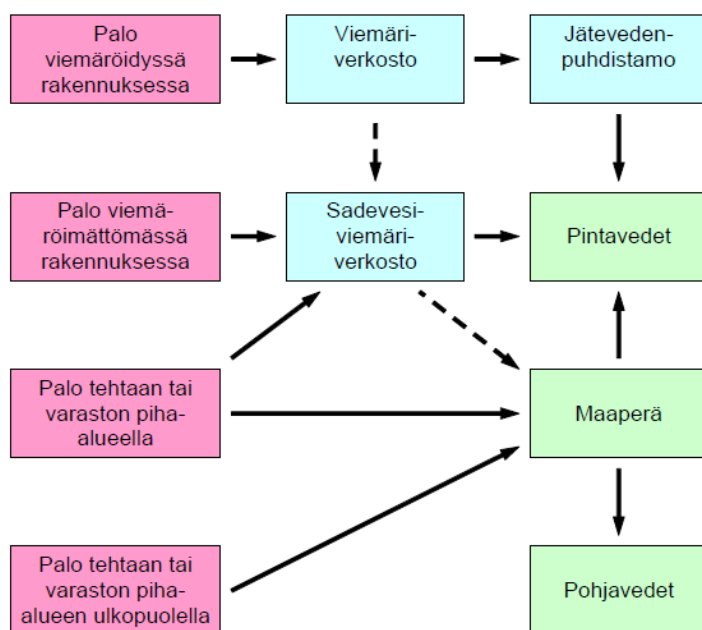 Palo
viemäröidyssä
rakennuksessa
Viemäri-
verkosto
Jäteveden-
puhdistamo
Palo viemä-
röimättömässä
rakennuksessa
Sadevesi-
viemäri-
verkosto
Pintavedet
Palo tehtaan tai
varaston piha-
alueella
Maaperä
Palo tehtaan tai
varaston piha-
alueen ulkopuolella
Pohjavedet